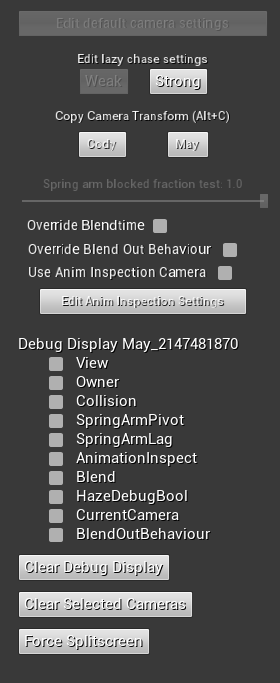 Edit default camera settings
Edit lazy chase settings
Weak Strong
Copy Camera Transform (Alt+C)
Cody May
Spring arm blocked fraction test: 1.0
Override Blendtime
Override Blend Out Behaviour
Use Anim Inspection Camera
Edit Anim Inspection Settings
Debug Display May_2147481870
View
Owner
Collision
SpringArmPivot
SpringArmLag
AnimationInspect
Blend
HazeDebugBool
CurrentCamera
BlendOutBehaviour
Clear Debug Display
Clear Selected Cameras
Force Splitscreen